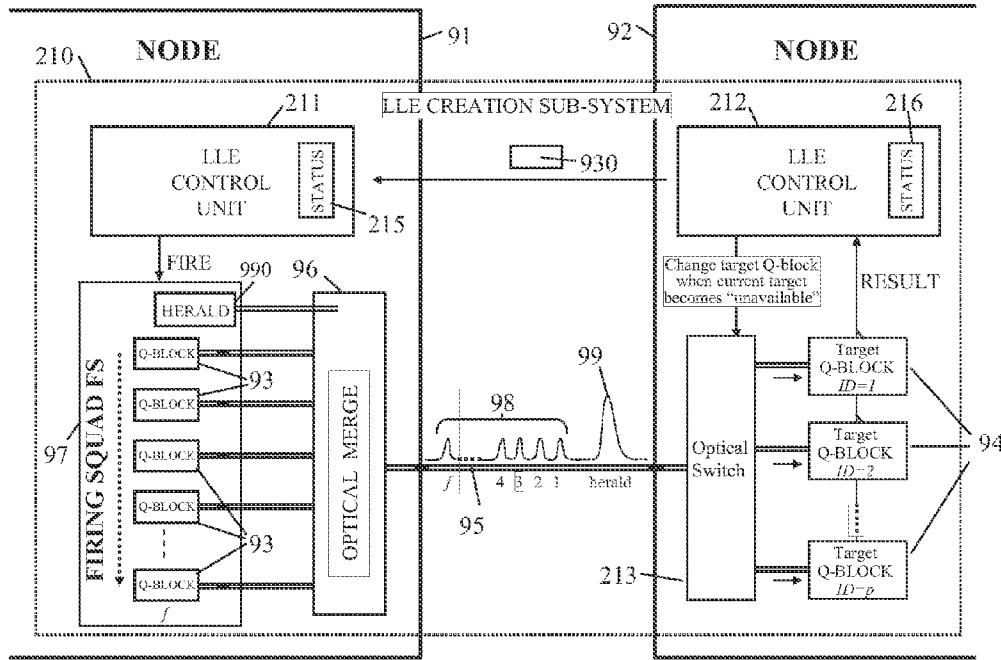 NODE
91
92
NODE
210
211
LLE CREATION SUB-SYSTEM
212
216
LLE
CONTROL
UNIT
STATUS
215
930
LLE
CONTROL
UNIT
STATUS
FIRE
990
96
Change target Q-block
when current target
becomes "unavailable"
RESULT
HERALD
97
FIRING SQUAD FS
Q-BLOCK
93
Q-BLOCK
Q-BLOCK
Q-BLOCK
93
Q-BLOCK
f
OPTICAL MERGE
98
99
f
4
3
2
1
herald
95
Optical
Switch
213
Target
Q-BLOCK
ID=1
Target
Q-BLOCK
ID=2
94
Target
Q-BLOCK
ID=p